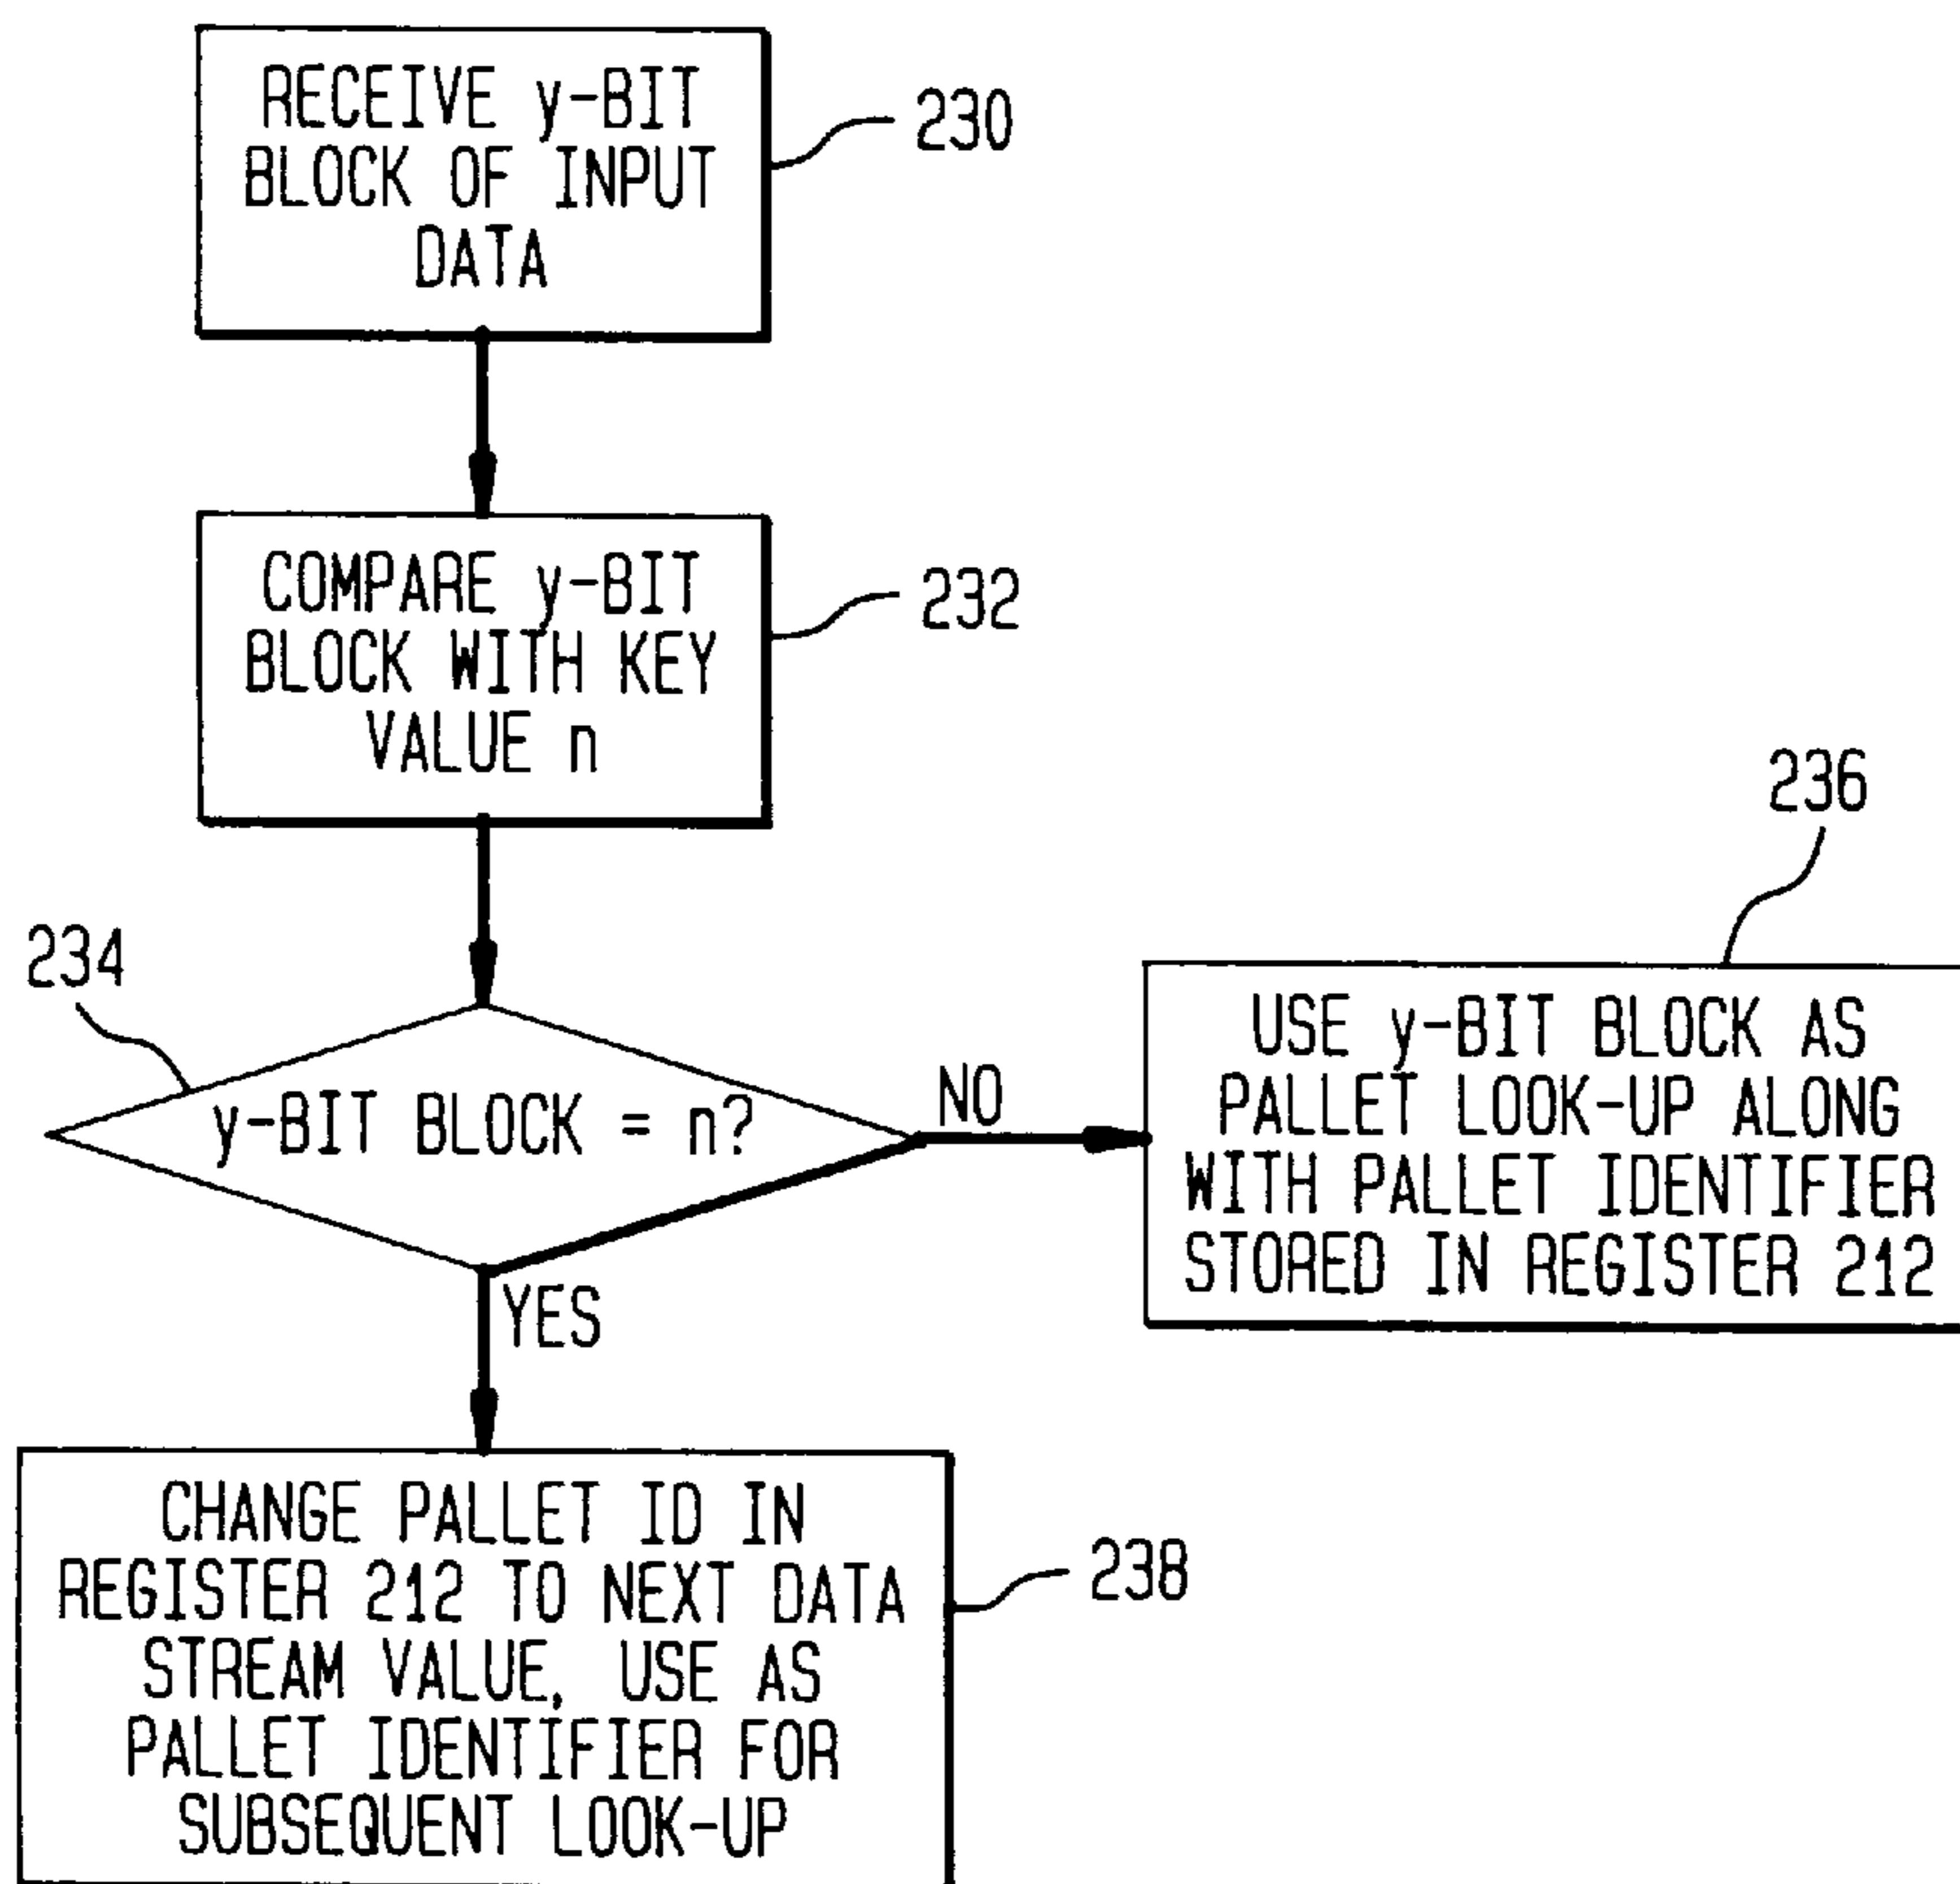 RECEIVE y-BIT
BLOCK OF INPUT
DATA
230
COMPARE y-BIT
BLOCK WITH KEY
VALUE n
232
234
y-BIT BLOCK = n?
NO
YES
236
USE y-BIT BLOCK AS
PALLET LOOK-UP ALONG
WITH PALLET IDENTIFIER
STORED IN REGISTER 212
CHANGE PALLET ID IN
REGISTER 212 TO NEXT DATA
STREAM VALUE, USE AS
PALLET IDENTIFIER FOR
SUBSEQUENT LOOK-UP
238